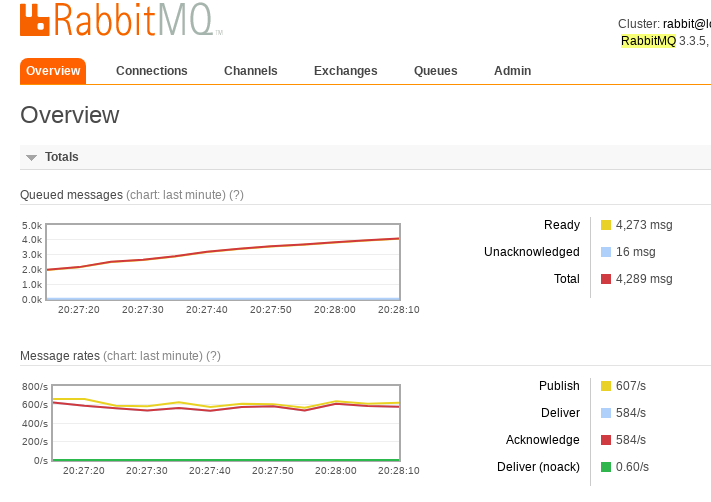 RabbitMQ TM
Cluster: rabbit@l
RabbitMQ 3.3.5,
Overview Connections Channels Exchanges Queues Admin
Overview
Totals
Queued messages (chart: last minute) (?)
5.0k
4.0k
3.0k
2.0k
1.0k
0.0k
20:27:20 20:27:30 20:27:40 20:27:50 20:28:00 20:28:10
Ready 4,273 msg
Unacknowledged 16 msg
Total 4,289 msg
Message rates (chart: last minute) (?)
800/s
600/s
400/s
200/s
0/s
20:27:20 20:27:30 20:27:40 20:27:50 20:28:00 20:28:10
Publish 607/s
Deliver 584/s
Acknowledge 584/s
Deliver (noack) 0.60/s